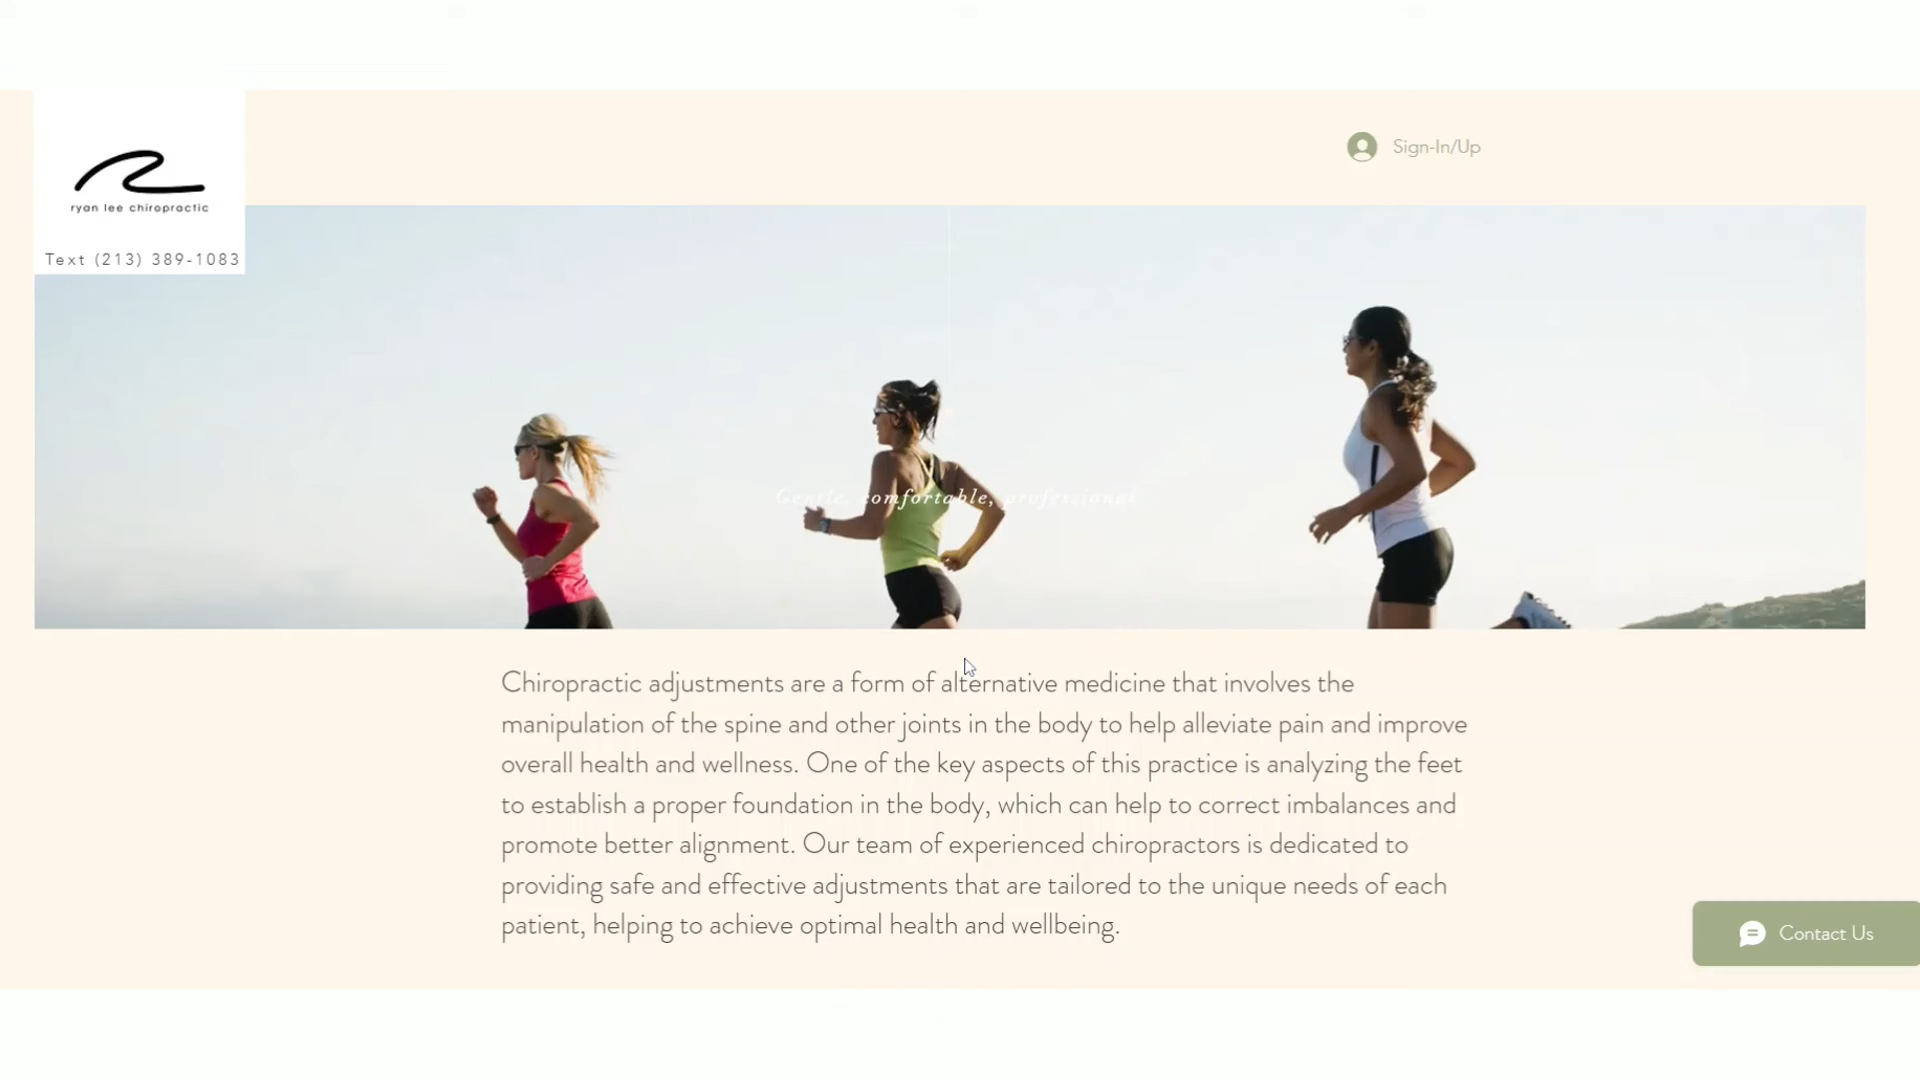 Sign-In/Up
ryan lee chiropractic
Text (213) 389-1083
Gentle, comfortable, professional
Chiropractic adjustments are a form of alternative medicine that involves the
manipulation of the spine and other joints in the body to help alleviate pain and improve
overall health and wellness. One of the key aspects of this practice is analyzing the feet
to establish a proper foundation in the body, which can help to correct imbalances and
promote better alignment. Our team of experienced chiropractors is dedicated to
providing safe and effective adjustments that are tailored to the unique needs of each
patient, helping to achieve optimal health and wellbeing.
Contact Us